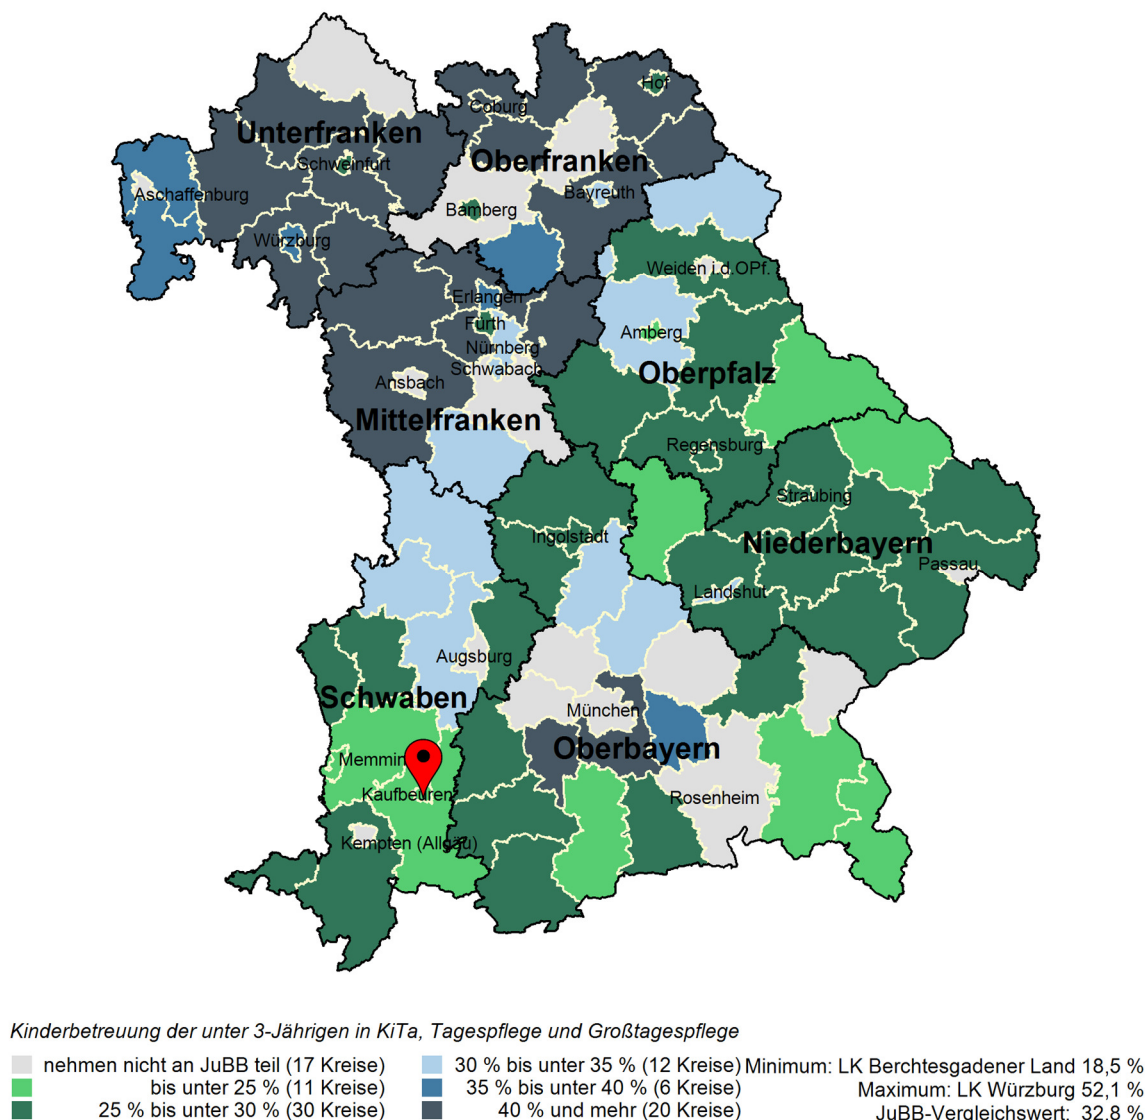 Hof
Coburg
Unterfranken
Oberfranken
Schweinfurt
Aschaffenburg
Bayreuth
Bamberg
Würzburg
Weiden i.d.OPf.
Erlangen
Fürth
Amberg
Nürnberg
Schwabach
Oberpfalz
Ansbach
Mittelfranken
Regensburg
Straubing
Ingolstadt
Niederbayern
Passau
Landshut
Augsburg
Schwaben
München
Oberbayern
Memmin
Kaufbeuren
Rosenheim
Kempten (Allgäu)
Kinderbetreuung der unter 3-Jährigen in KiTa, Tagespflege und Großtagespflege
nehmen nicht an JuBB teil (17 Kreise) 30 % bis unter 35 % (12 Kreise) Minimum: LK Berchtesgadener Land 18,5 %
bis unter 25 % (11 Kreise) 35 % bis unter 40 % (6 Kreise) Maximum: LK Würzburg 52,1 %
25 % bis unter 30 % (30 Kreise) 40 % und mehr (20 Kreise) JuBB-Vergleichswert: 32,8 %